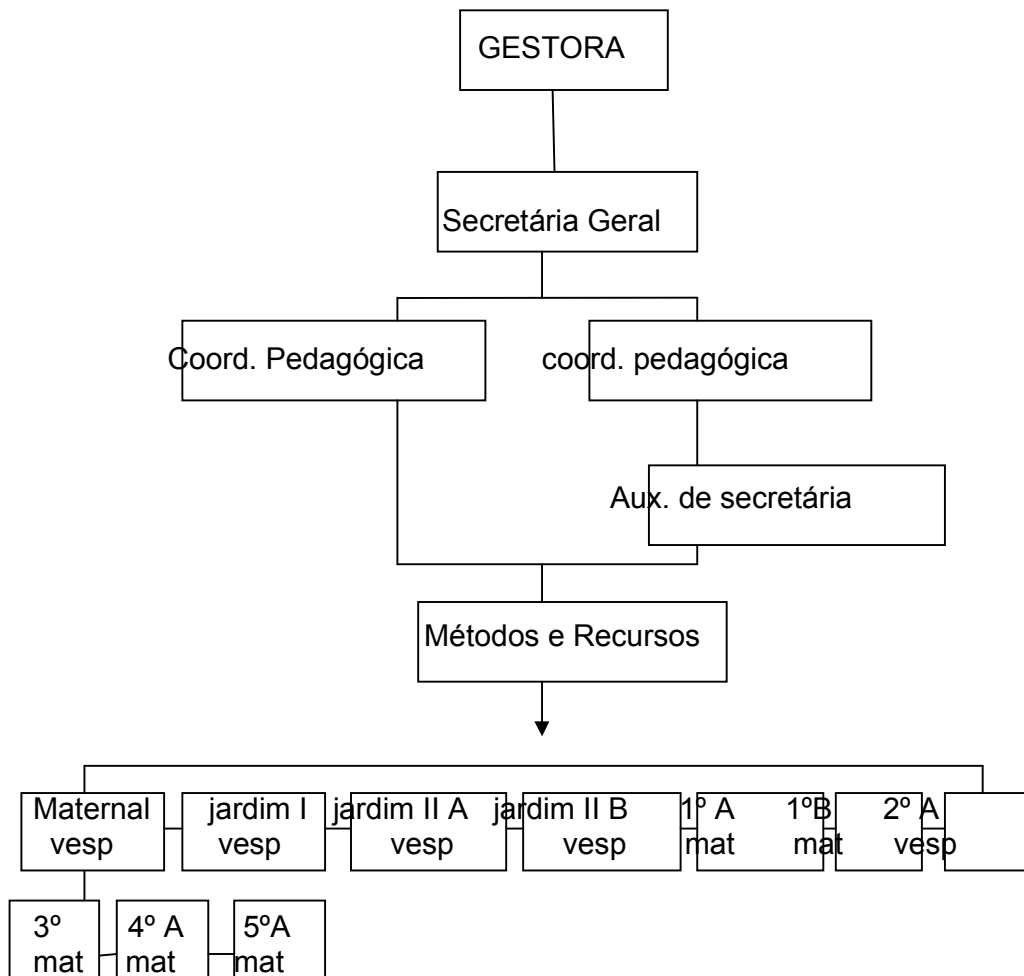 GESTORA
Secretária Geral
Coord. Pedagógica
coord. pedagógica
Aux. de secretária
Métodos e Recursos
Maternal jardim I jardim II A jardim II B 1º A 1ºB 2º A
vesp vesp vesp vesp mat mat vesp
3º 4º A 5ºA
mat mat mat